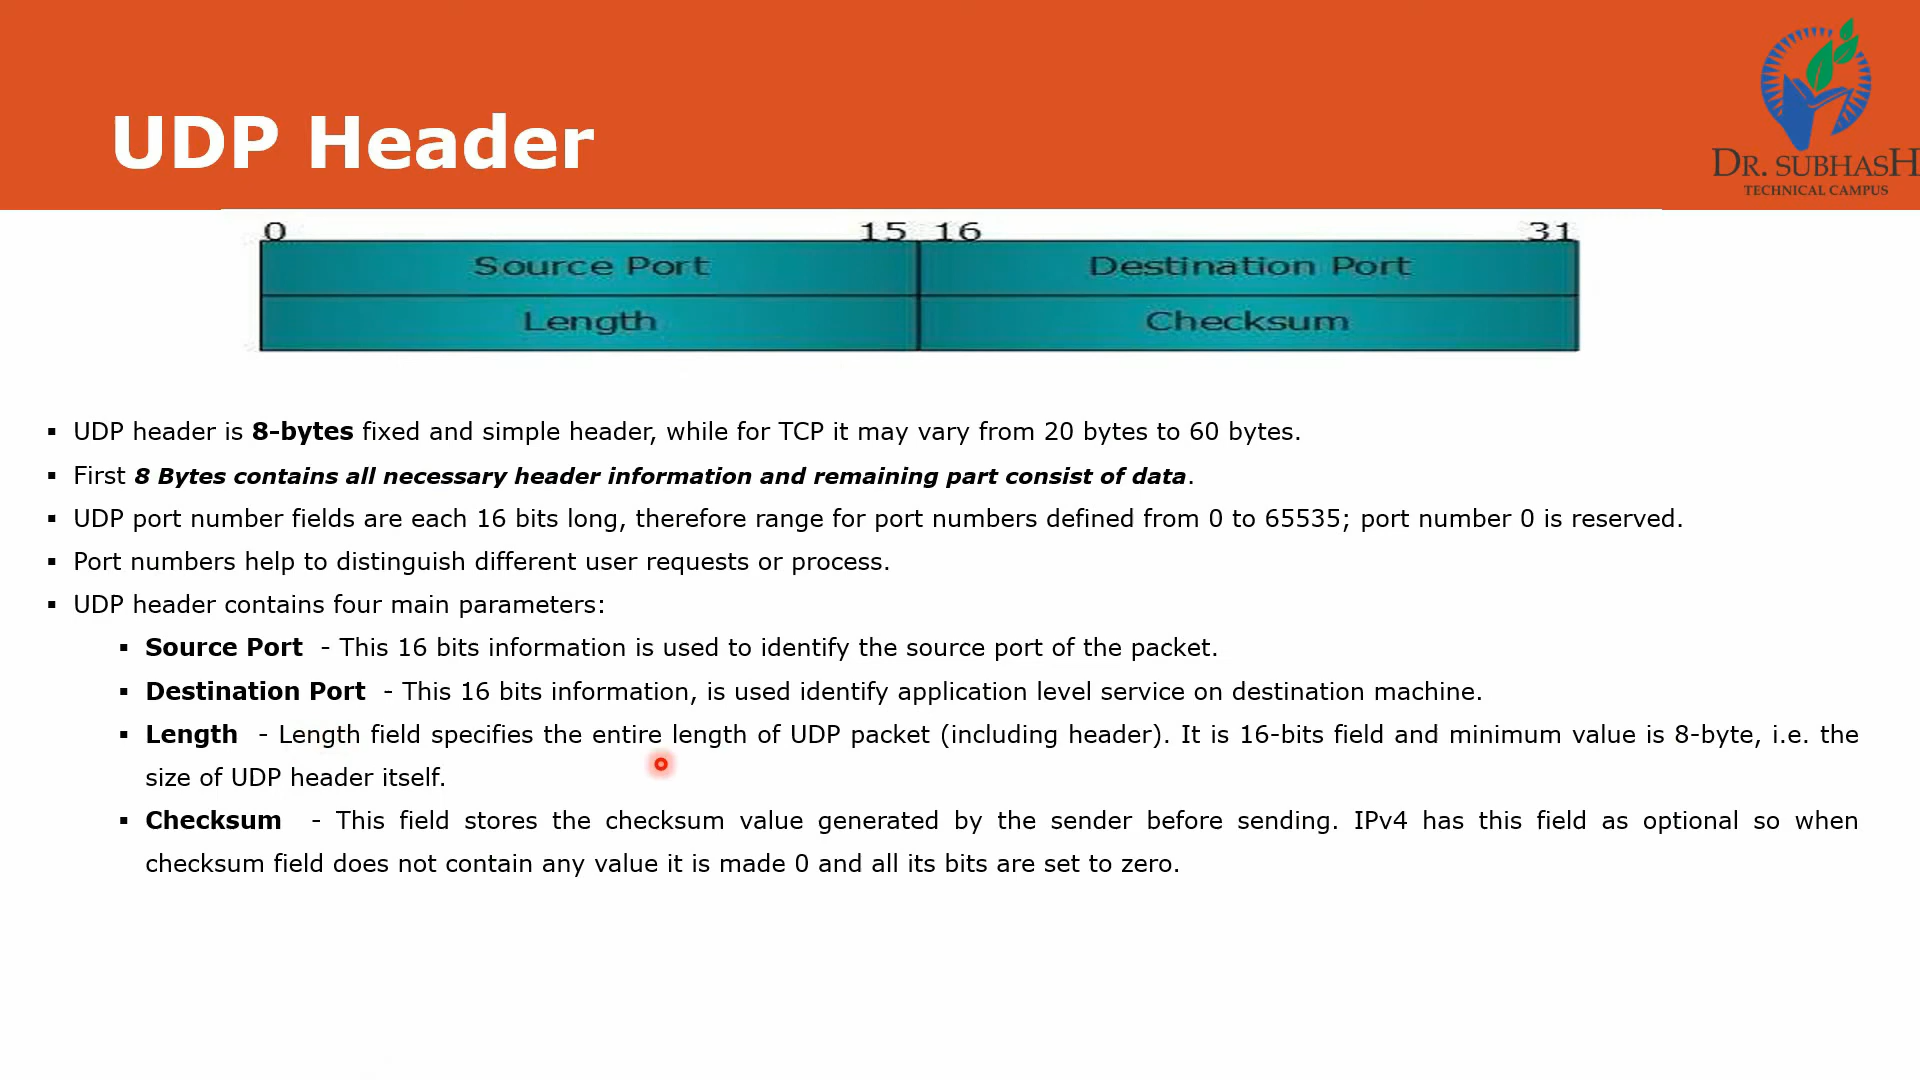 UDP Header
DR. SUBHASH
TECHNICAL CAMPUS
0 15 16 31
Source Port Destination Port
Length Checksum
▪ UDP header is 8-bytes fixed and simple header, while for TCP it may vary from 20 bytes to 60 bytes.
▪ First 8 Bytes contains all necessary header information and remaining part consist of data.
▪ UDP port number fields are each 16 bits long, therefore range for port numbers defined from 0 to 65535; port number 0 is reserved.
▪ Port numbers help to distinguish different user requests or process.
▪ UDP header contains four main parameters:
▪ Source Port - This 16 bits information is used to identify the source port of the packet.
▪ Destination Port - This 16 bits information, is used identify application level service on destination machine.
▪ Length - Length field specifies the entire length of UDP packet (including header). It is 16-bits field and minimum value is 8-byte, i.e. the
size of UDP header itself.
▪ Checksum - This field stores the checksum value generated by the sender before sending. IPv4 has this field as optional so when
checksum field does not contain any value it is made 0 and all its bits are set to zero.